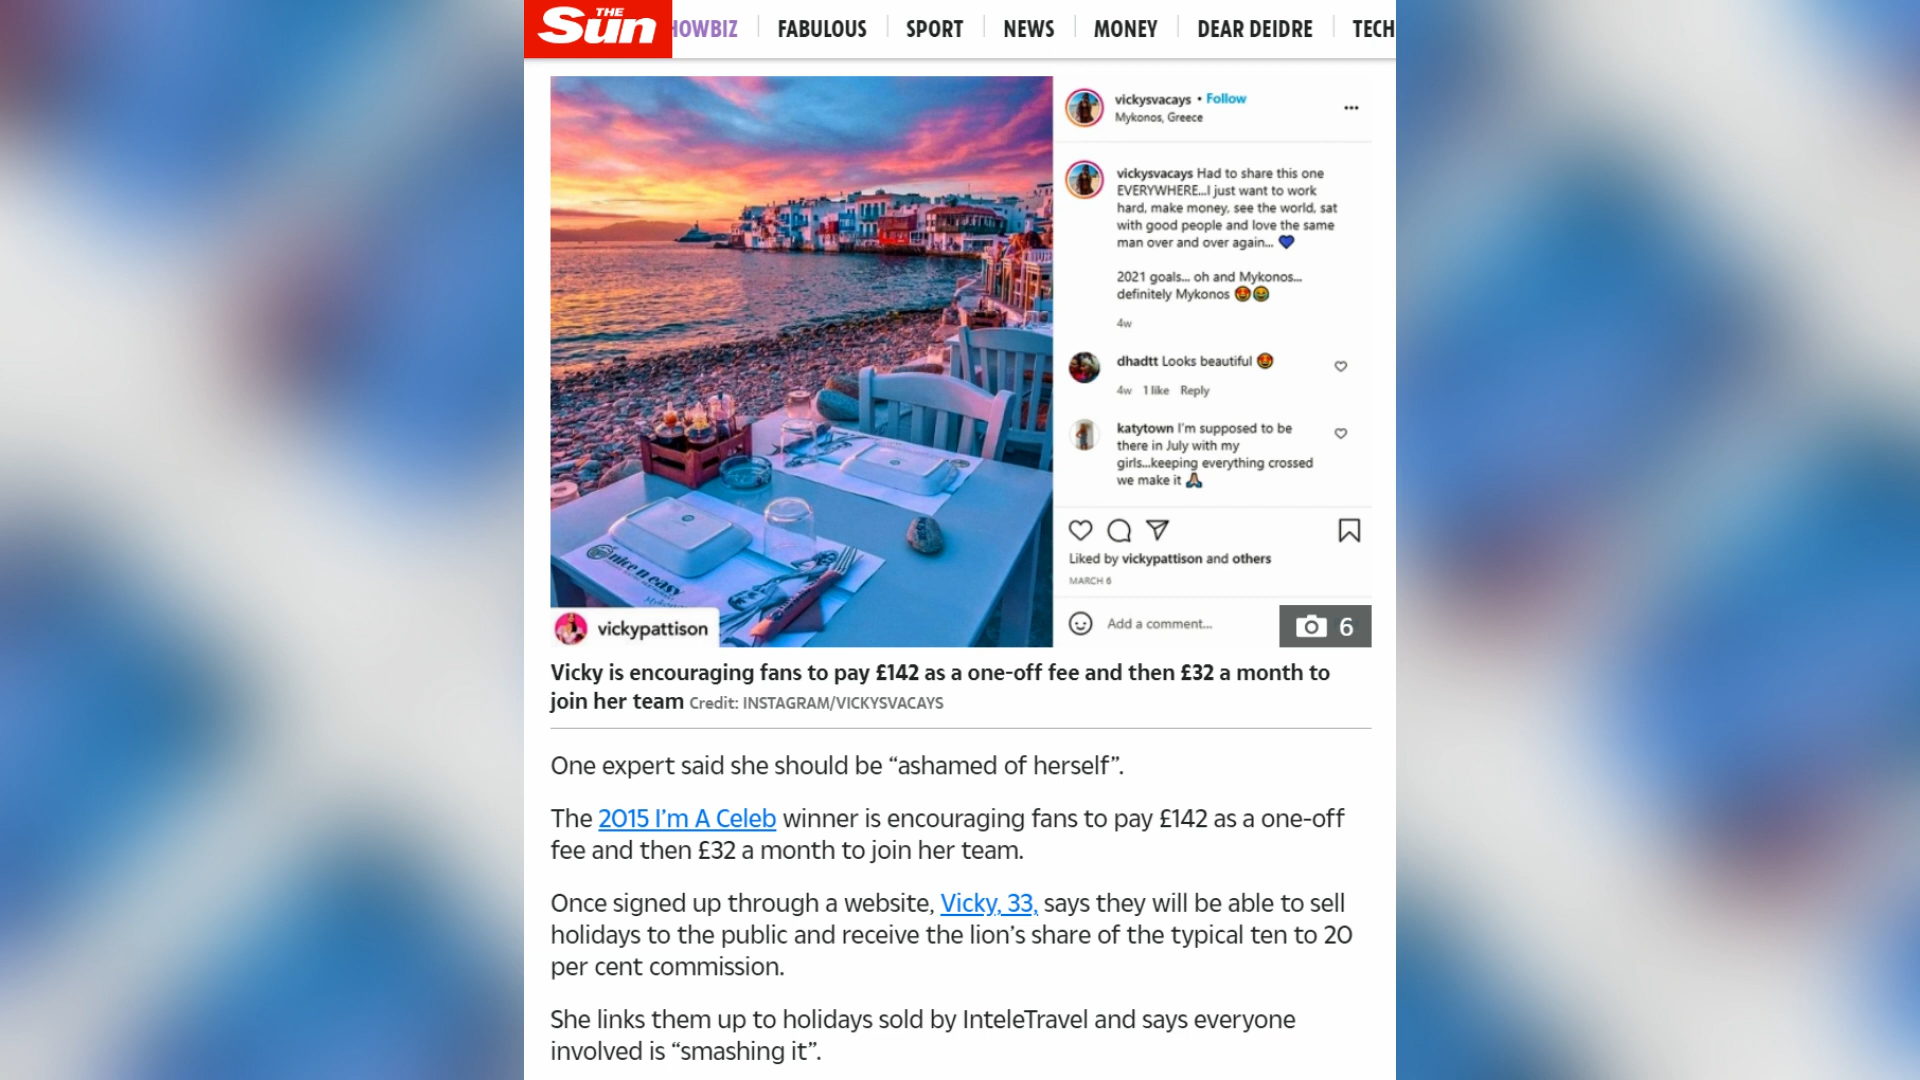 THE
Sun
HOWBIZ
FABULOUS
SPORT
NEWS
MONEY
DEAR DEIDRE
TECH
vickysvacays • Follow
Mykonos, Greece
vickysvacays Had to share this one
EVERYWHERE...I just want to work
hard, make money, see the world, sat
with good people and love the same
man over and over again... 💙
2021 goals... oh and Mykonos...
definitely Mykonos 🤩😂
4w
dhadtt Looks beautiful 🤩
4w 1 like Reply
katytown I'm supposed to be
there in July with my
girls...keeping everything crossed
we make it 🙏🏼
Liked by vickypattison and others
MARCH 6
Add a comment...
6
nice n easy
vickypattison
Vicky is encouraging fans to pay £142 as a one-off fee and then £32 a month to
join her team Credit: INSTAGRAM/VICKYSVACAYS
One expert said she should be “ashamed of herself”.
The 2015 I’m A Celeb winner is encouraging fans to pay £142 as a one-off
fee and then £32 a month to join her team.
Once signed up through a website, Vicky, 33, says they will be able to sell
holidays to the public and receive the lion’s share of the typical ten to 20
per cent commission.
She links them up to holidays sold by InteleTravel and says everyone
involved is “smashing it”.